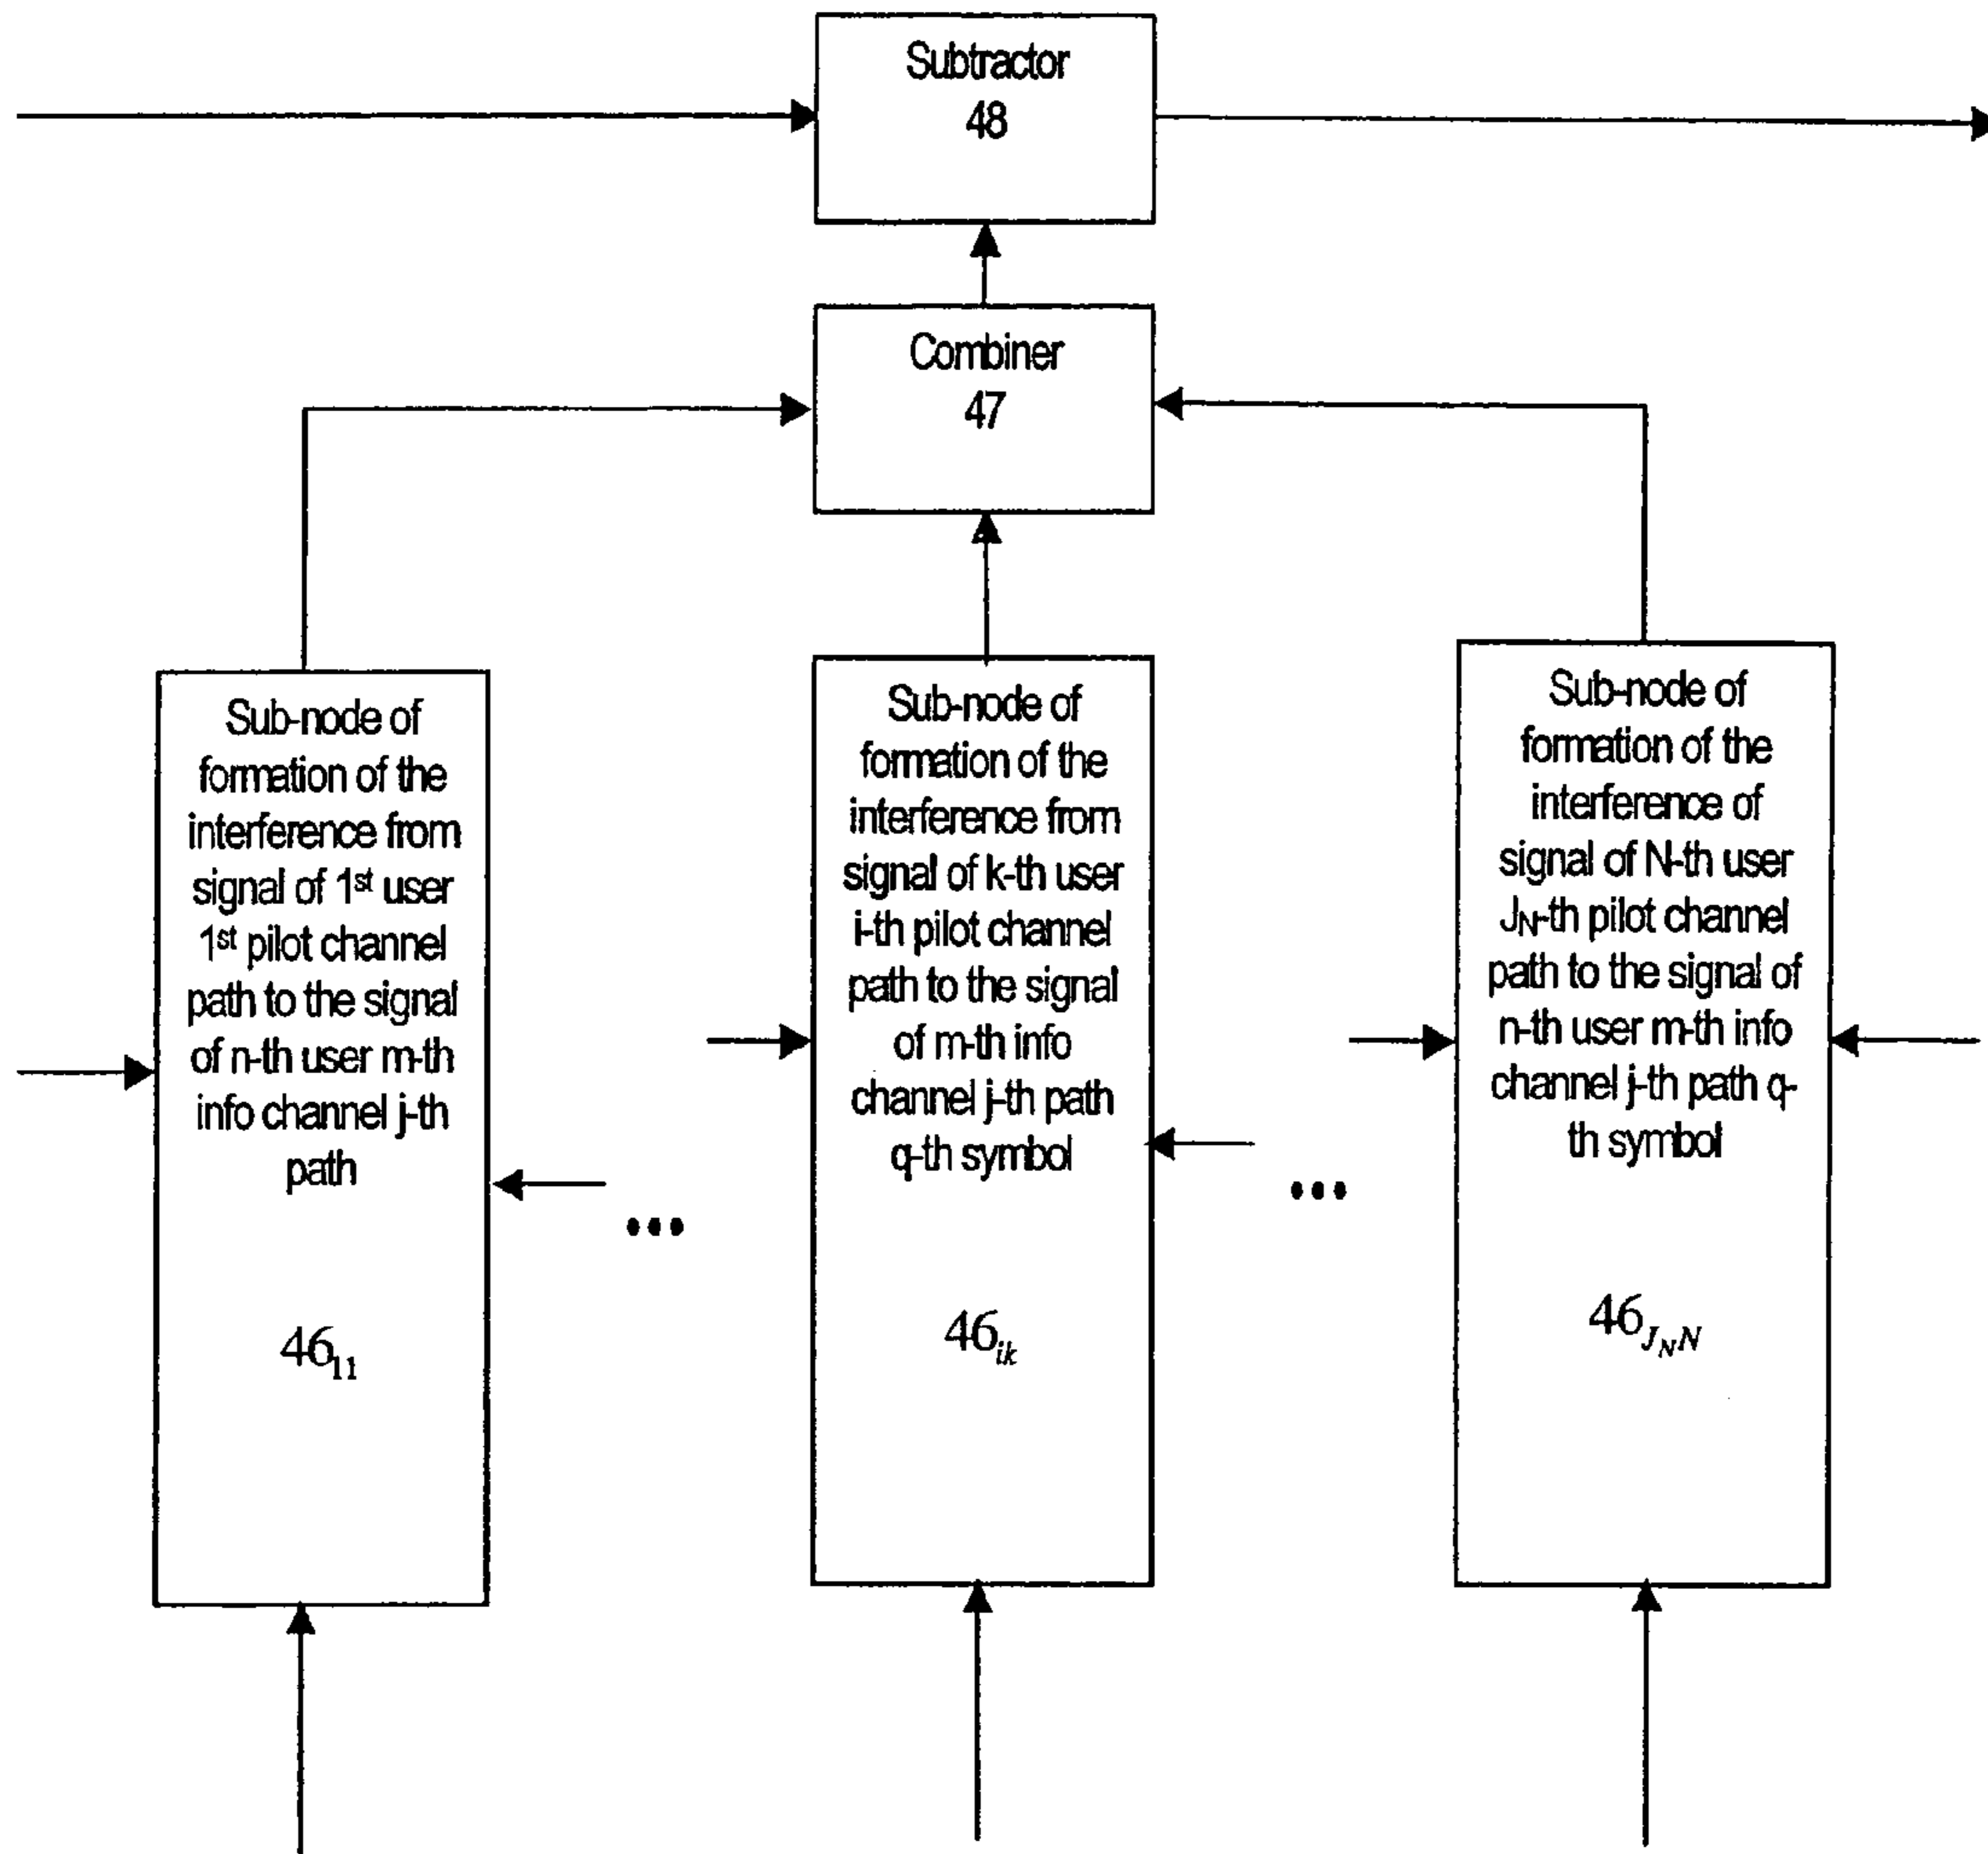 Subtractor
48
Combiner
47
Sub-node of
formation of the
interference from
signal of 1st user
1st pilot channel
path to the signal
of n-th user m-th
info channel j-th
path
46₁₁
Sub-node of
formation of the
interference from
signal of k-th user
i-th pilot channel
path to the signal
of m-th info
channel j-th path
q-th symbol
46ᵢₖ
Sub-node of
formation of the
interference of
signal of N-th user
J_N-th pilot channel
path to the signal of
n-th user m-th info
channel j-th path q-
th symbol
46_{J_N N}
•••
•••